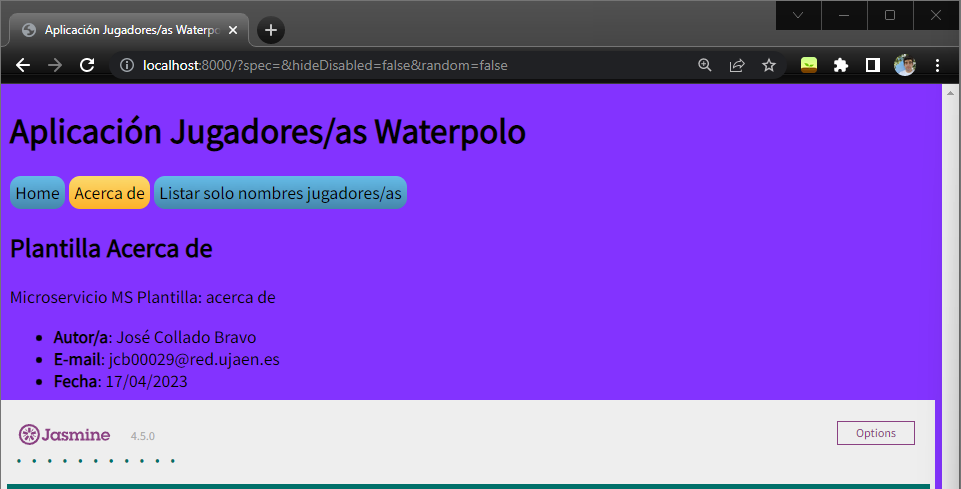 Aplicación Jugadores/as Waterpo
localhost:8000/?spec=&hideDisabled=false&random=false
Aplicación Jugadores/as Waterpolo
Home Acerca de Listar solo nombres jugadores/as
Plantilla Acerca de
Microservicio MS Plantilla: acerca de
• Autor/a: José Collado Bravo
• E-mail: jcb00029@red.ujaen.es
• Fecha: 17/04/2023
Jasmine 4.5.0 Options